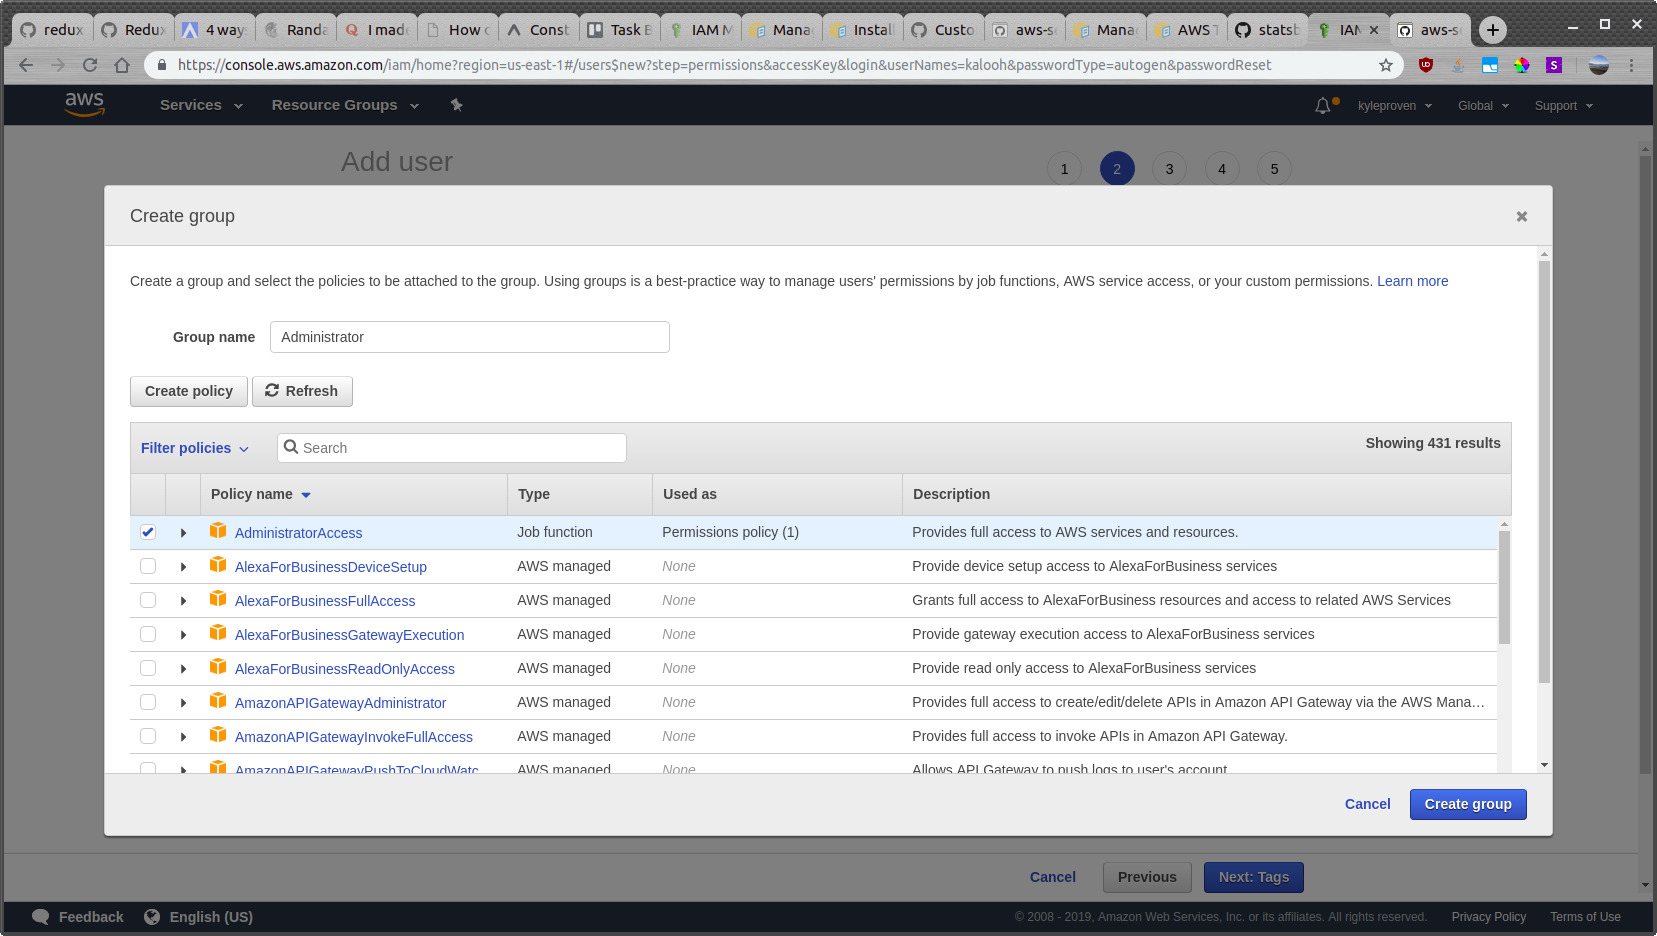 redux
Redux
4 way
Randa
I made
How c
Const
Task B
IAM M
Mana
Install
Custo
aws-se
Mana
AWS T
statsb
IAM
aws-se
https://console.aws.amazon.com/iam/home?region=us-east-1#/users$new?step=permissions&accessKey&login&userNames=kalooh&passwordType=autogen&passwordReset
aws
Services
Resource Groups
kyleproven
Global
Support
Add user
1 2 3 4 5
Create group
Create a group and select the policies to be attached to the group. Using groups is a best-practice way to manage users' permissions by job functions, AWS service access, or your custom permissions. Learn more
Group name Administrator
Create policy Refresh
Filter policies Search Showing 431 results
Policy name Type Used as Description
AdministratorAccess Job function Permissions policy (1) Provides full access to AWS services and resources.
AlexaForBusinessDeviceSetup AWS managed None Provide device setup access to AlexaForBusiness services
AlexaForBusinessFullAccess AWS managed None Grants full access to AlexaForBusiness resources and access to related AWS Services
AlexaForBusinessGatewayExecution AWS managed None Provide gateway execution access to AlexaForBusiness services
AlexaForBusinessReadOnlyAccess AWS managed None Provide read only access to AlexaForBusiness services
AmazonAPIGatewayAdministrator AWS managed None Provides full access to create/edit/delete APIs in Amazon API Gateway via the AWS Mana…
AmazonAPIGatewayInvokeFullAccess AWS managed None Provides full access to invoke APIs in Amazon API Gateway.
AmazonAPIGatewayPushToCloudWatc AWS managed None Allows API Gateway to push logs to user's account
Cancel Create group
Cancel Previous Next: Tags
Feedback English (US) © 2008 - 2019, Amazon Web Services, Inc. or its affiliates. All rights reserved. Privacy Policy Terms of Use